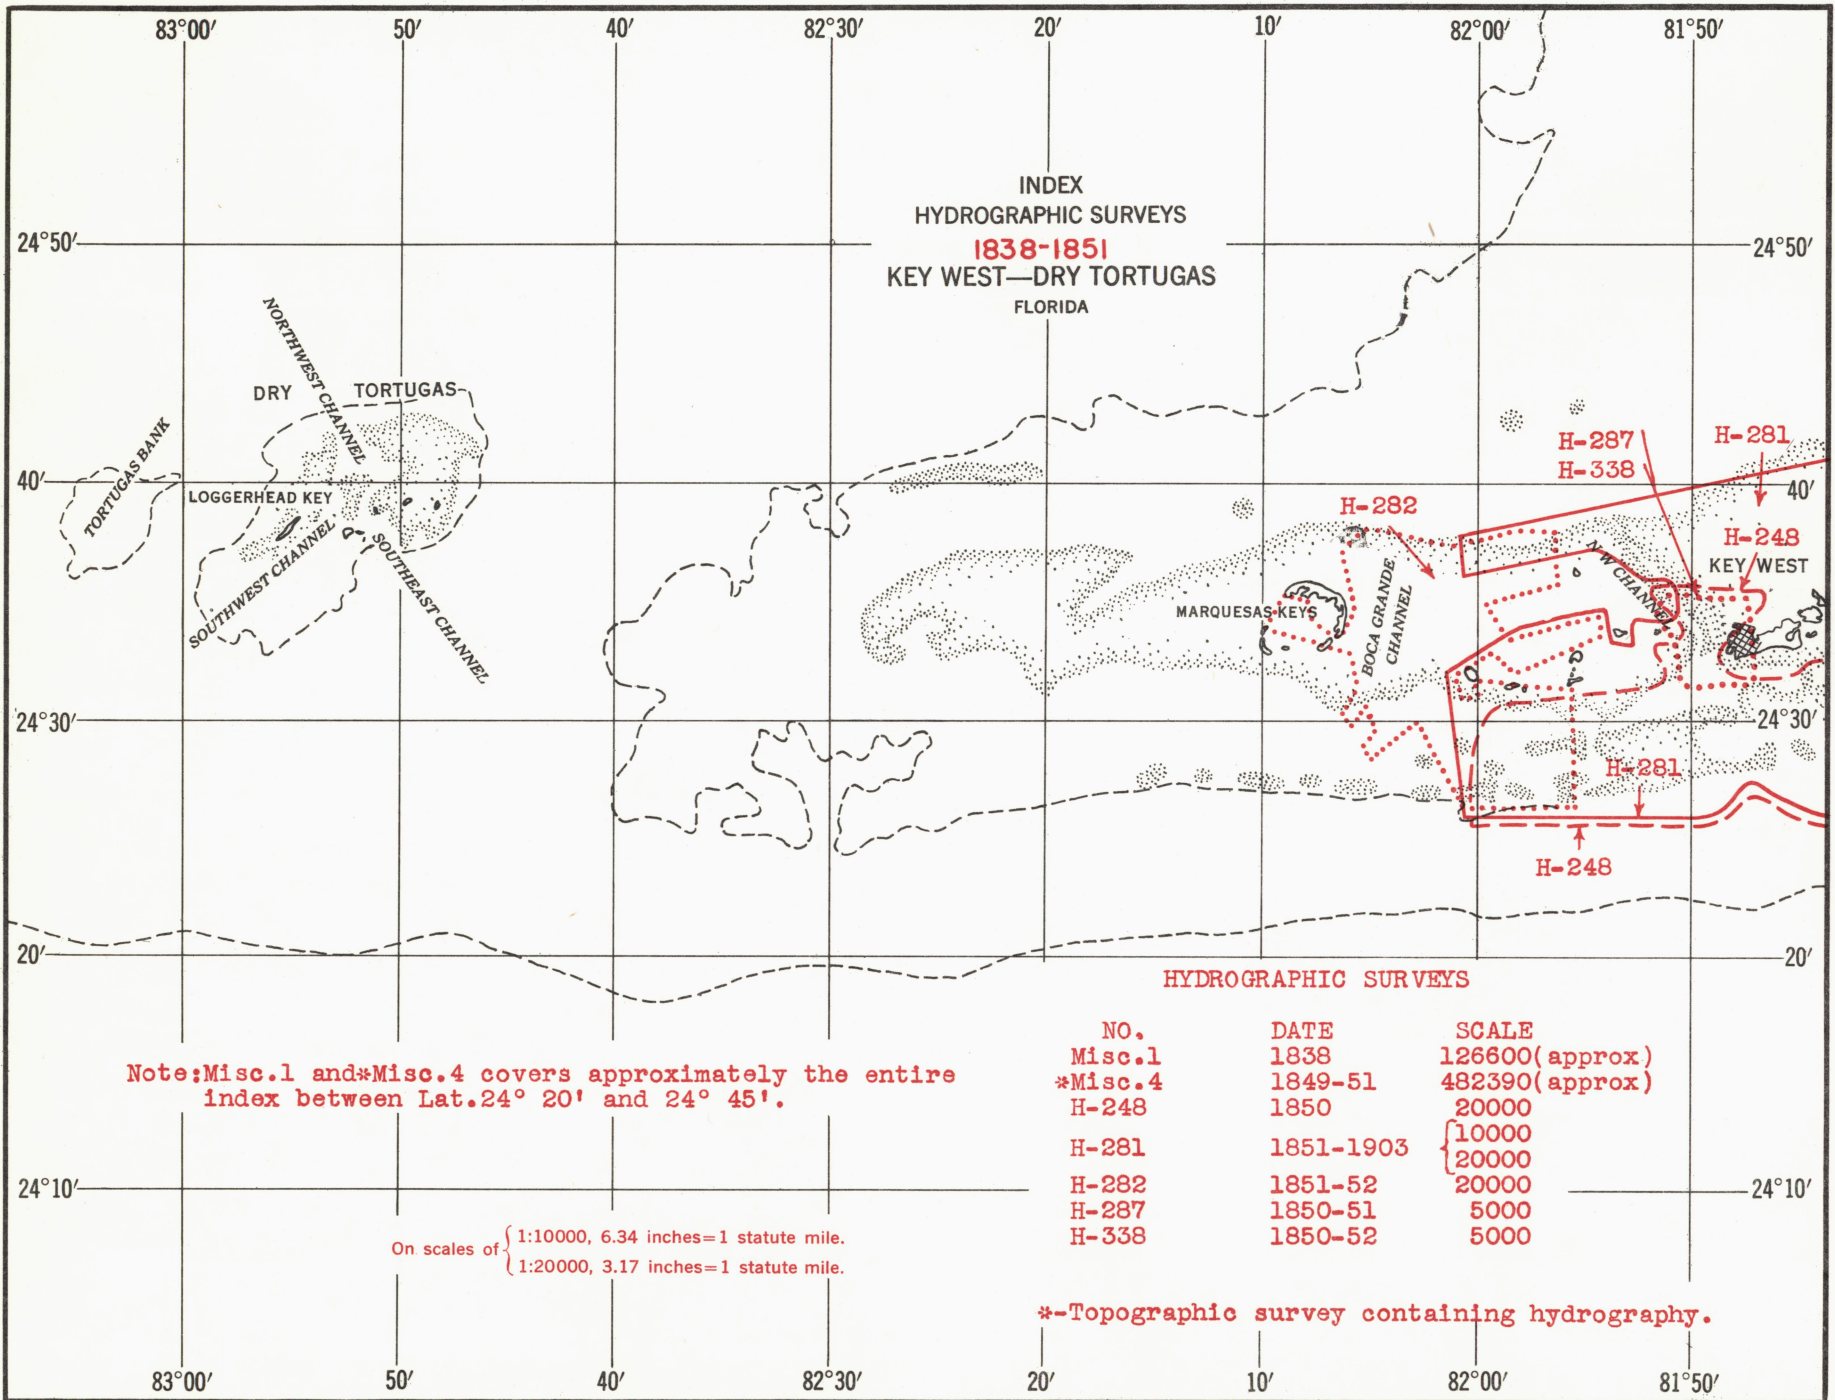 83°00′ 50′ 40′ 82°30′ 20′ 10′ 82°00′ 81°50′
INDEX
HYDROGRAPHIC SURVEYS
1838-1851
KEY WEST—DRY TORTUGAS
FLORIDA
24°50′ 24°50′
NORTHWEST CHANNEL
DRY TORTUGAS
TORTUGAS BANK
H-287
H-338
H-281
40′ 40′
LOGGERHEAD KEY
H-282
H-248
KEY WEST
N W CHANNEL
SOUTHWEST CHANNEL
SOUTHEAST CHANNEL
MARQUESAS KEYS
BOCA GRANDE
CHANNEL
24°30′ 24°30′
H-281
H-248
20′ 20′
HYDROGRAPHIC SURVEYS
NO. DATE SCALE
Misc.1 1838 126600(approx)
*Misc.4 1849-51 482390(approx)
H-248 1850 20000
H-281 1851-1903 {10000
20000
H-282 1851-52 20000
H-287 1850-51 5000
H-338 1850-52 5000
Note:Misc.1 and*Misc.4 covers approximately the entire
index between Lat.24° 20' and 24° 45'.
24°10′ 24°10′
On scales of { 1:10000, 6.34 inches=1 statute mile.
1:20000, 3.17 inches=1 statute mile.
*-Topographic survey containing hydrography.
83°00′ 50′ 40′ 82°30′ 20′ 10′ 82°00′ 81°50′